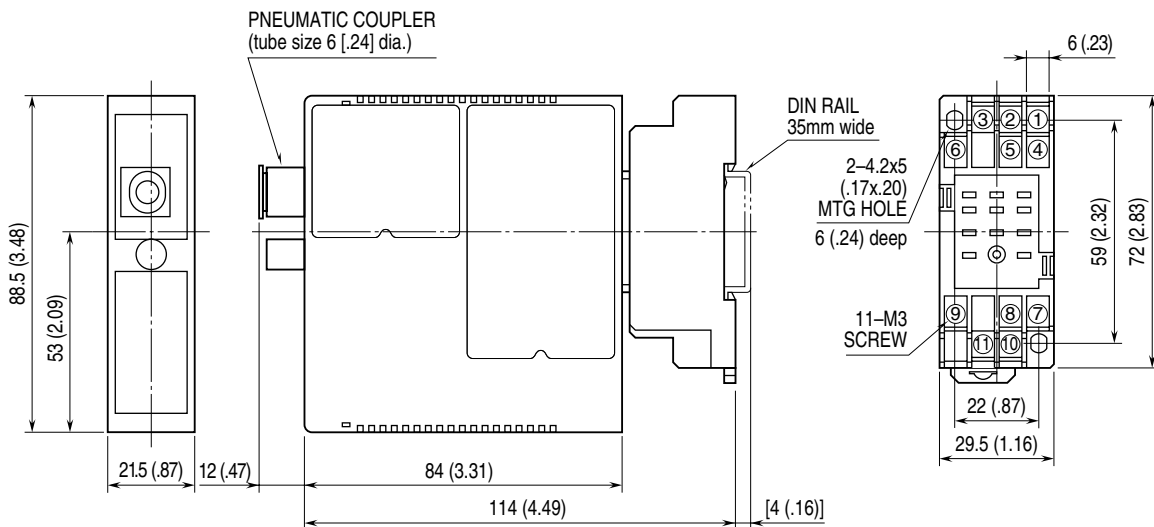 PNEUMATIC COUPLER
(tube size 6 [.24] dia.)
6 (.23)
DIN RAIL
35mm wide
2–4.2x5
(.17x.20)
MTG HOLE
6 (.24) deep
11–M3
SCREW
③ ② ①
⑥ ⑤ ④
⑨ ⑧ ⑦
⑪ ⑩
88.5 (3.48)
53 (2.09)
59 (2.32)
72 (2.83)
22 (.87)
29.5 (1.16)
21.5 (.87)
12 (.47)
84 (3.31)
114 (4.49)
[4 (.16)]